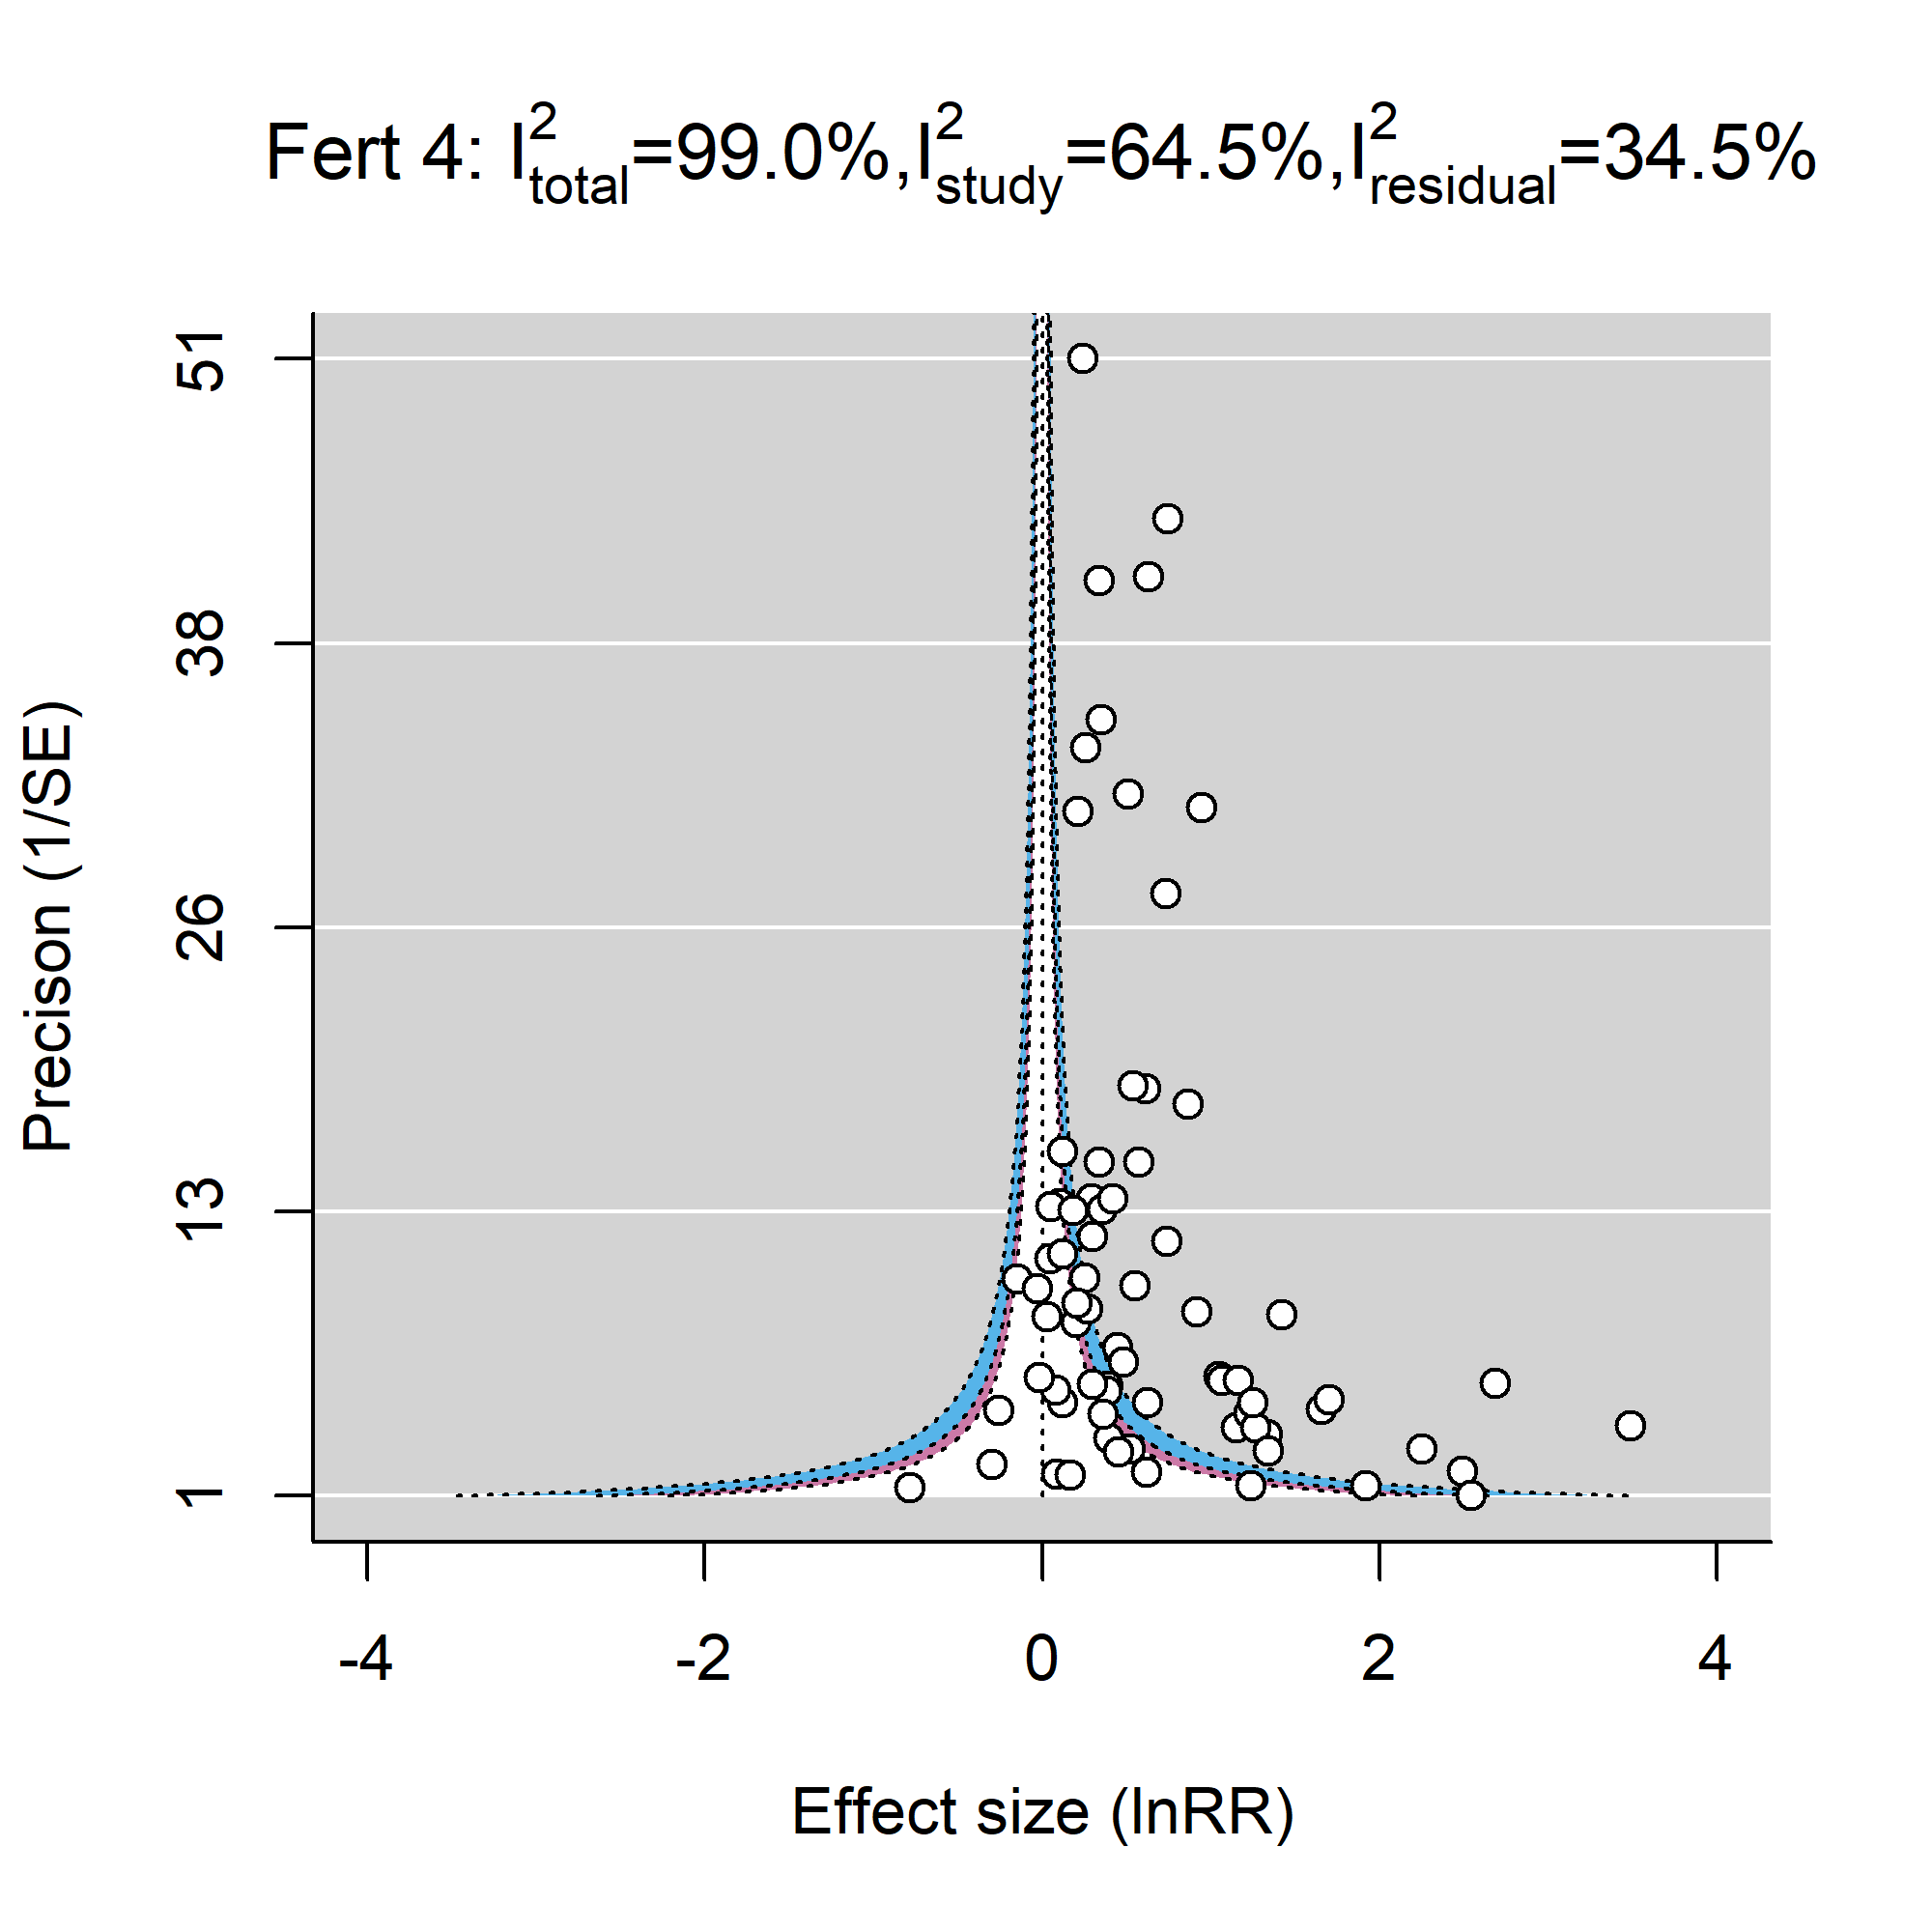 Fert 4: I²total=99.0%,I²study=64.5%,I²residual=34.5%
Precison (1/SE)
51
38
26
13
1
-4 -2 0 2 4
Effect size (lnRR)